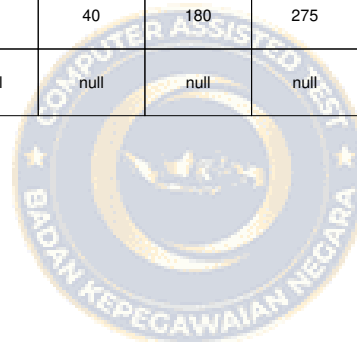 40 180 275
l null null null
COMPUTER ASSISTED TEST
BADAN KEPEGAWAIAN NEGARA